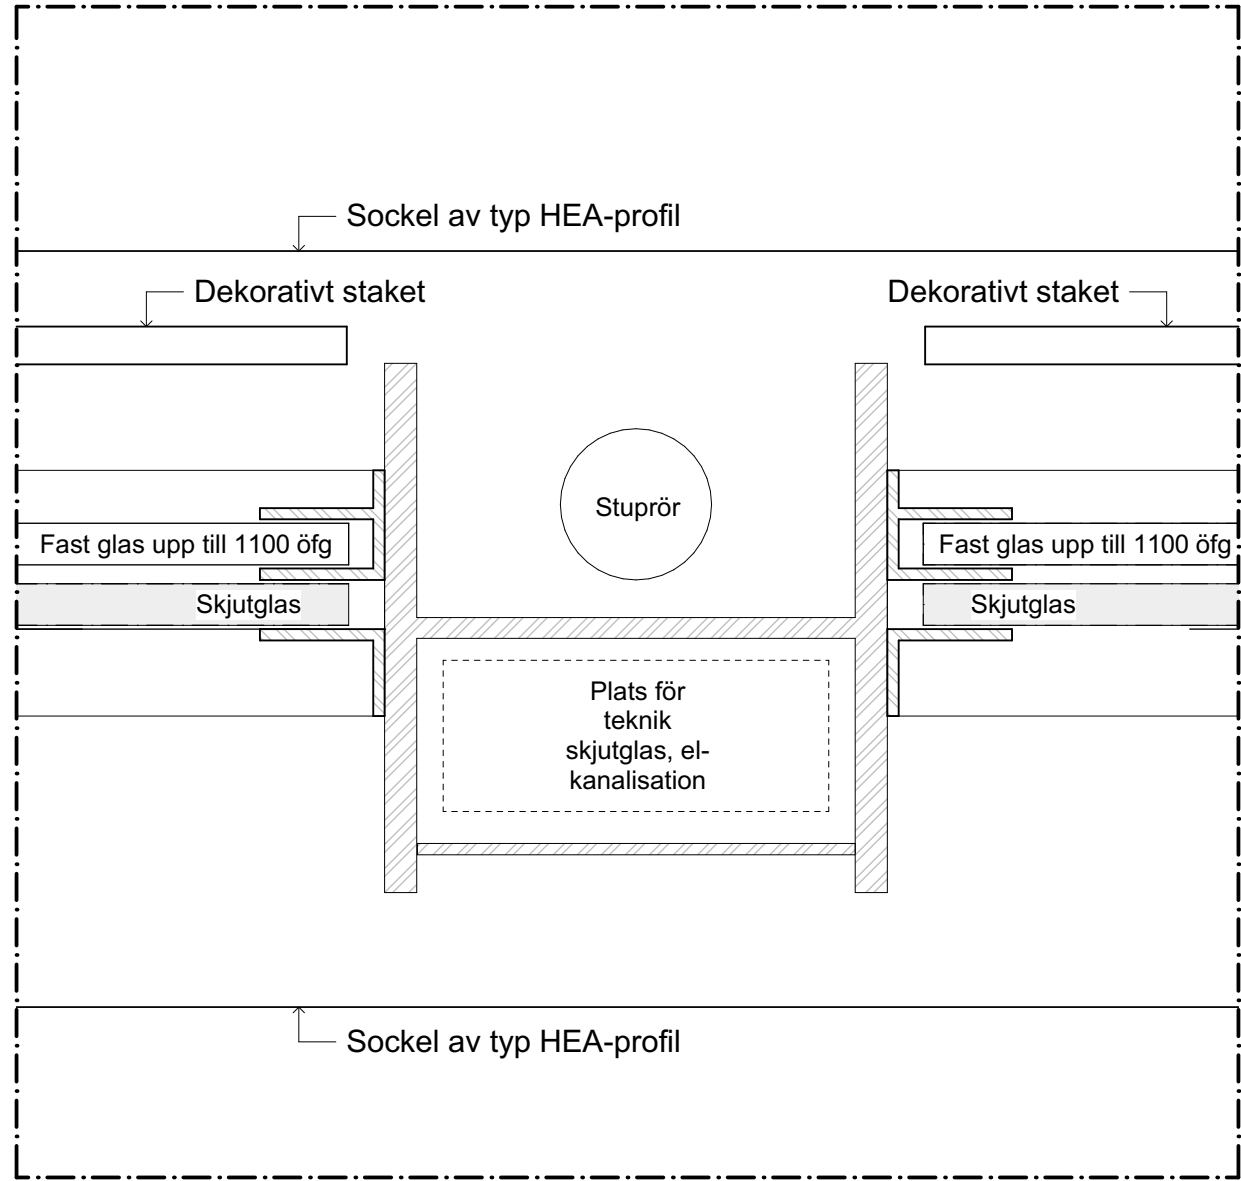 Sockel av typ HEA-profil
Dekorativt staket
Dekorativt staket
Stuprör
Fast glas upp till 1100 öfg
Fast glas upp till 1100 öfg
Skjutglas
Skjutglas
Plats för
teknik
skjutglas, el-
kanalisation
Sockel av typ HEA-profil